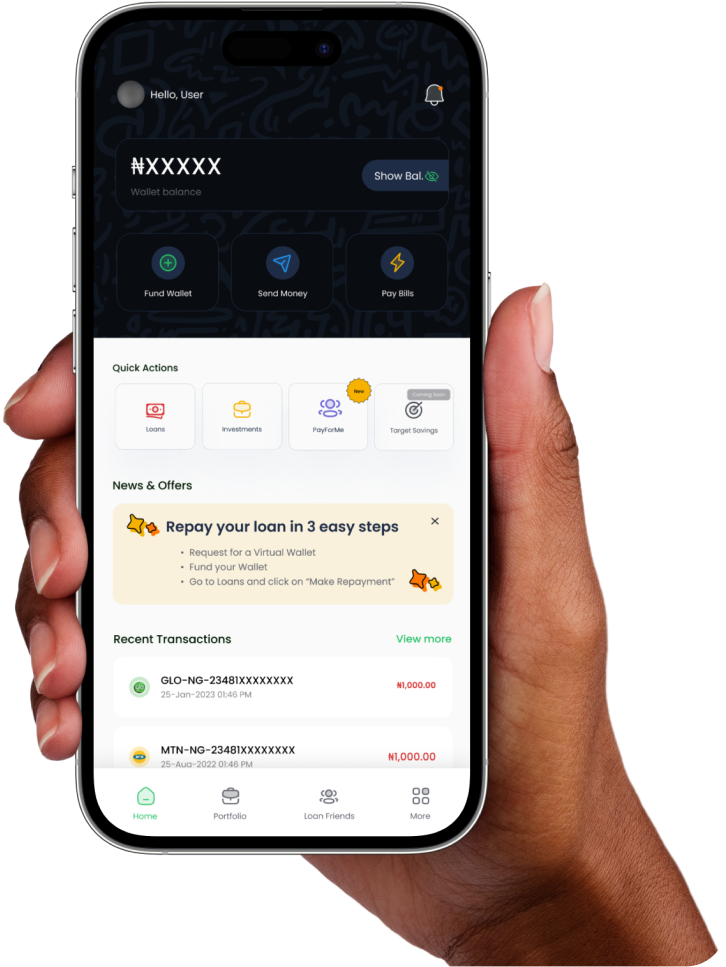 Hello, User
₦XXXXX
Show Bal.
Wallet balance
Fund Wallet
Send Money
Pay Bills
Quick Actions
New
Coming Soon
Loans
Investments
PayForMe
Target Savings
News & Offers
Repay your loan in 3 easy steps
• Request for a Virtual Wallet
• Fund your Wallet
• Go to Loans and click on “Make Repayment”
Recent Transactions
View more
GLO-NG-23481XXXXXXXX
₦1,000.00
25-Jan-2023 01:46 PM
MTN-NG-23481XXXXXXXX
₦1,000.00
25-Aug-2022 01:46 PM
Home
Portfolio
Loan Friends
More